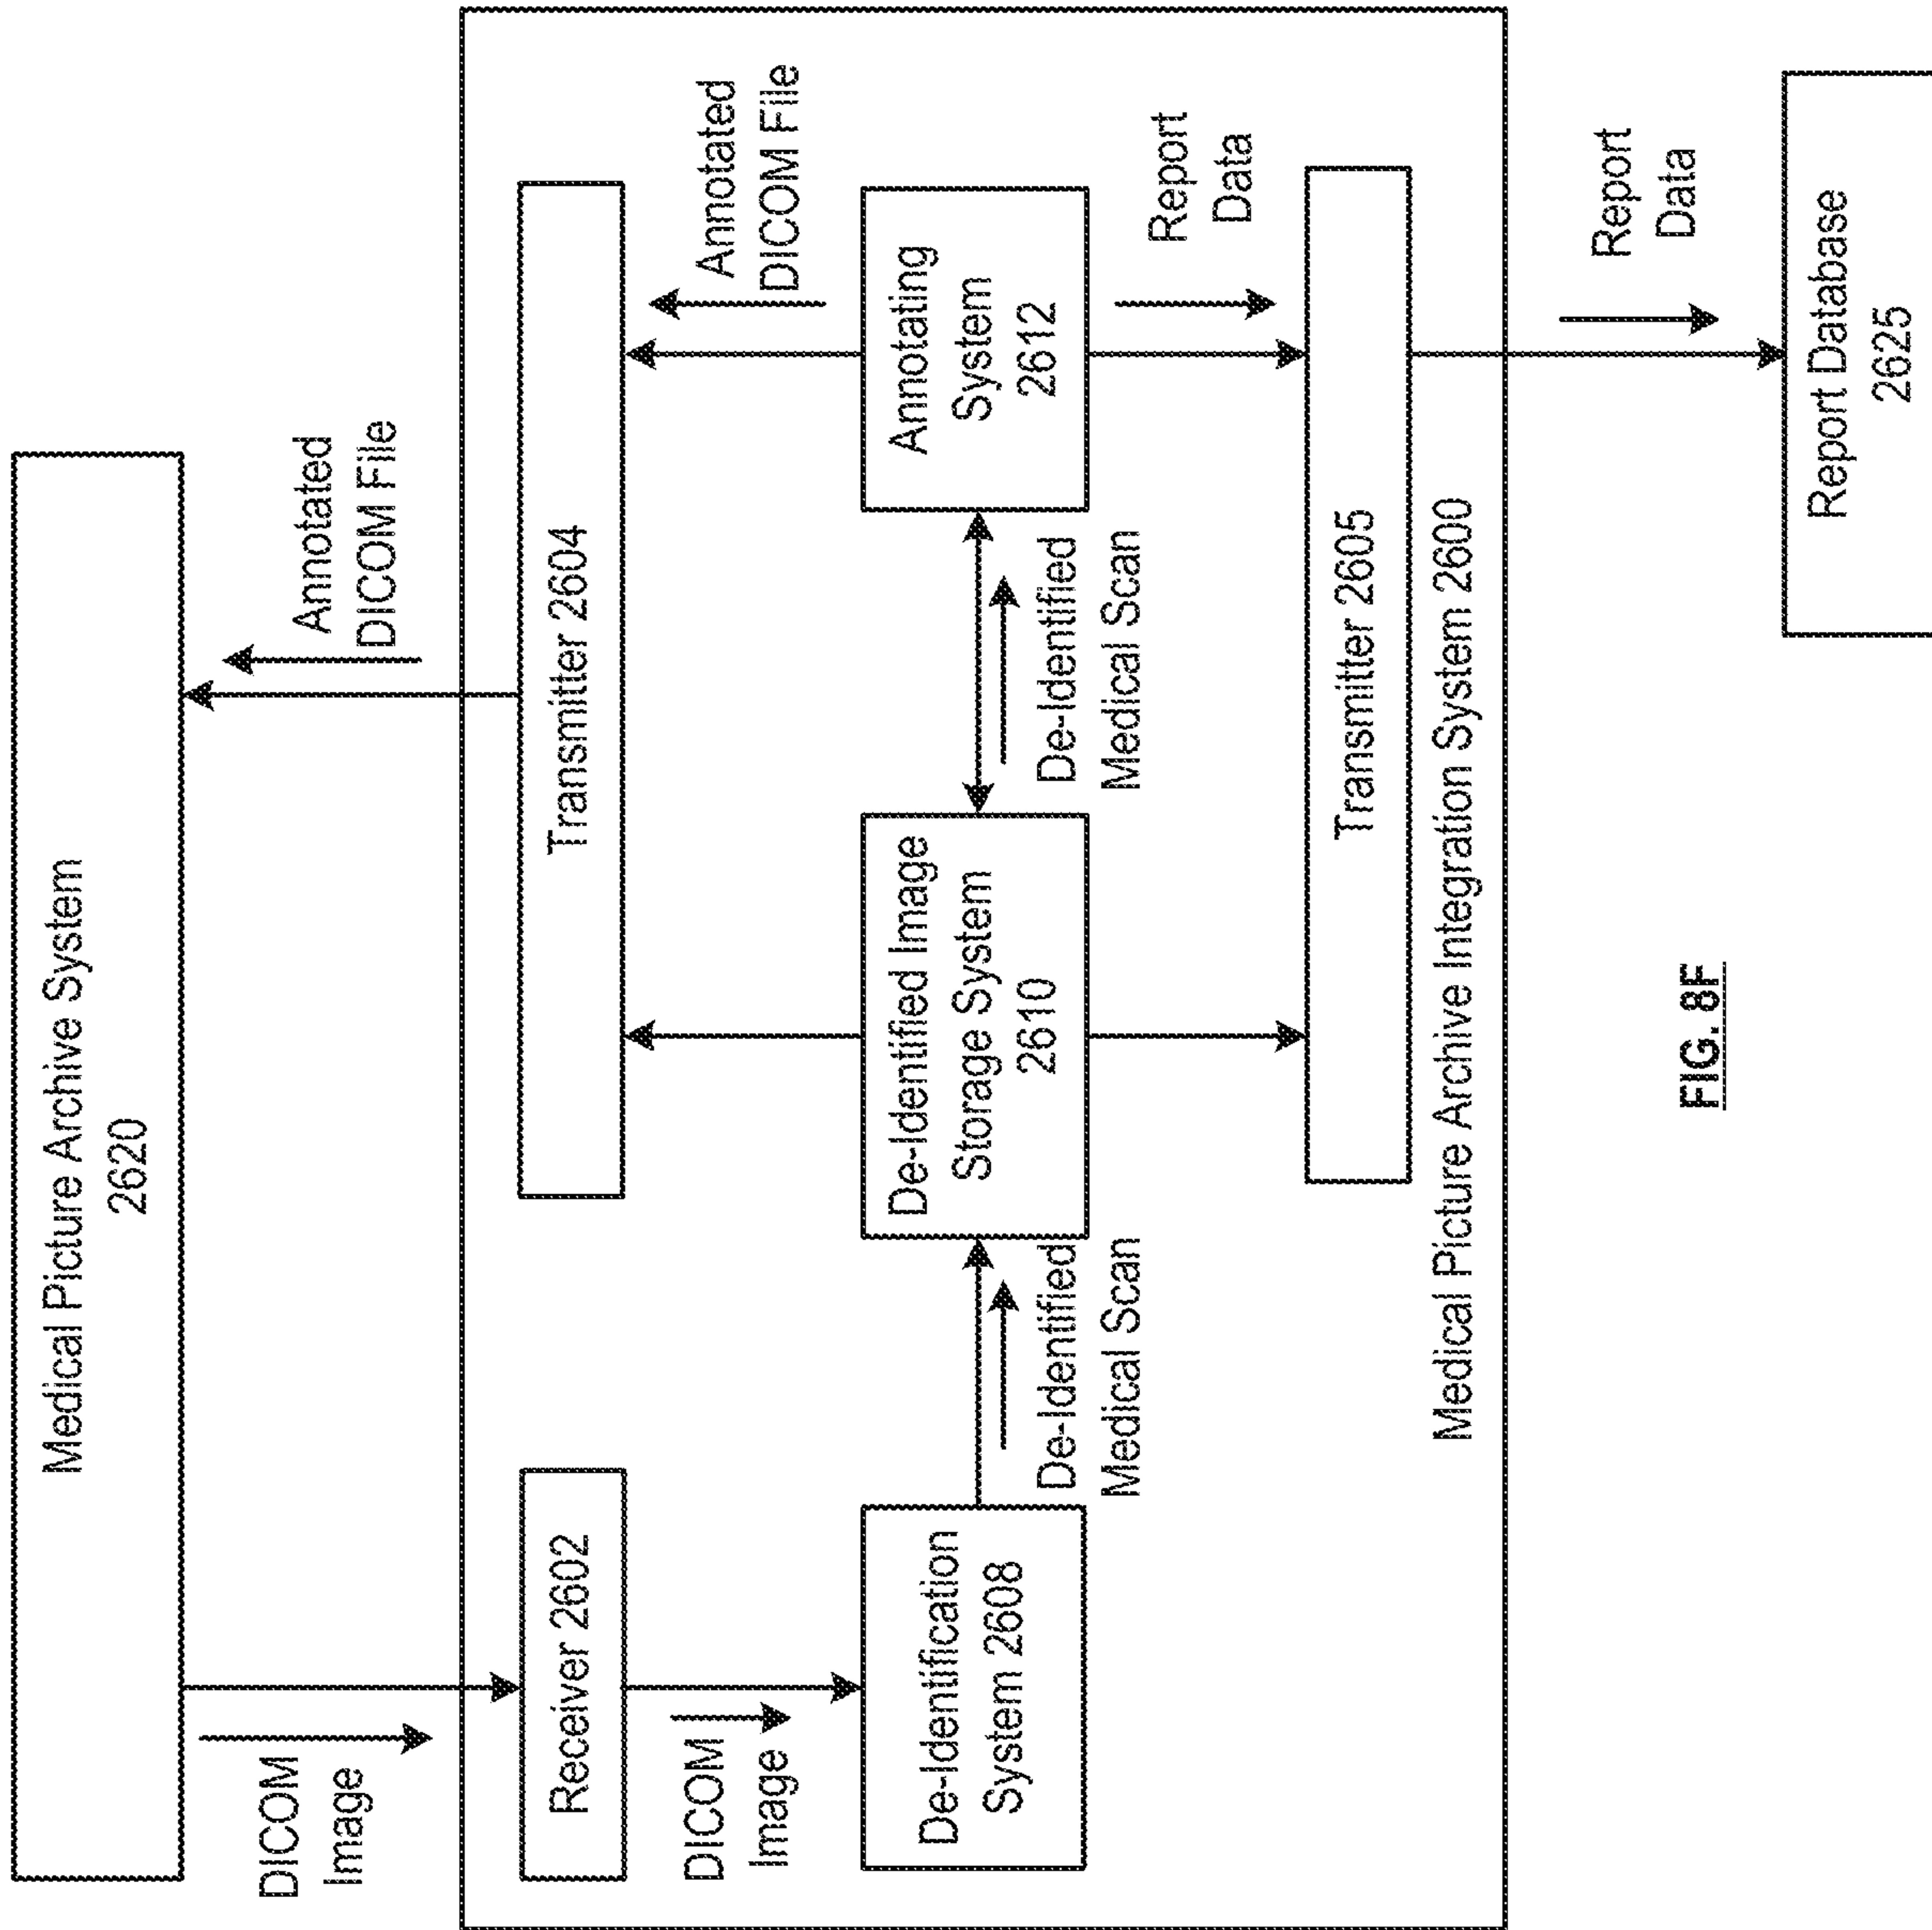 Medical Picture Archive System
2620
DICOM
Image
Annotated
DICOM File
Receiver 2602
Transmitter 2604
DICOM
Image
Annotated
DICOM File
De-Identification
System 2608
De-Identified
Medical Scan
De-Identified Image
Storage System
2610
De-Identified
Medical Scan
Annotating
System
2612
Report
Data
Transmitter 2605
Medical Picture Archive Integration System 2600
Report
Data
Report Database
2625
FIG. 8F